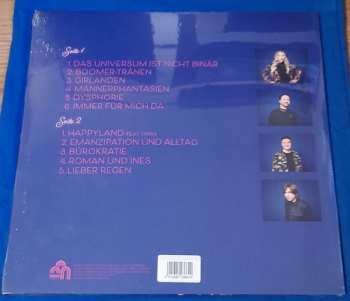 Seite 1
1. DAS UNIVERSUM IST NICHT BINÄR
2. BOOMER-TRÄNEN
3. GIRLANDEN
4. MÄNNERPHANTASIEN
5. DYSPHORIE
6. IMMER FÜR MICH DA
Seite 2
1. HAPPYLAND
2. EMANZIPATION UND ALLTAG
3. BÜROKRATIE
4. ROMAN UND INES
5. LIEBER REGEN